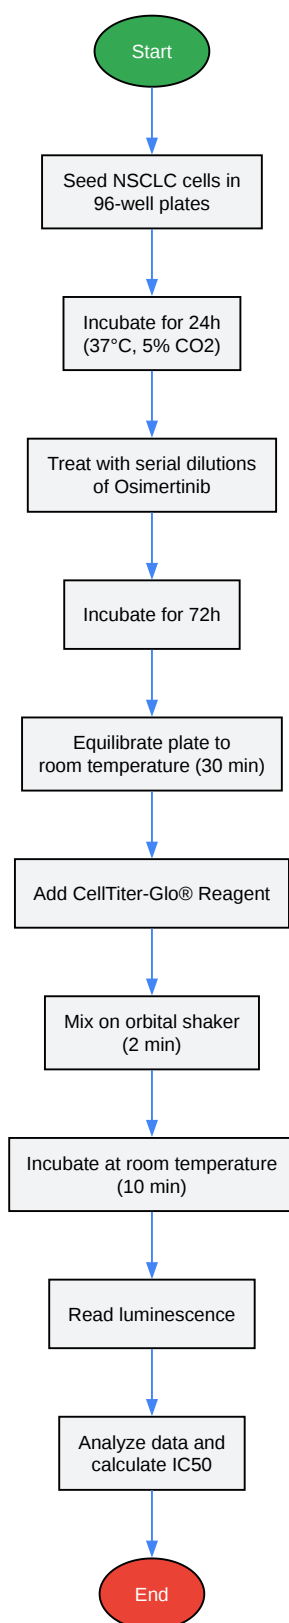 Start
Seed NSCLC cells in
96-well plates
Incubate for 24h
(37°C, 5% CO2)
Treat with serial dilutions
of Osimertinib
Incubate for 72h
Equilibrate plate to
room temperature (30 min)
Add CellTiter-Glo® Reagent
Mix on orbital shaker
(2 min)
Incubate at room temperature
(10 min)
Read luminescence
Analyze data and
calculate IC50
End